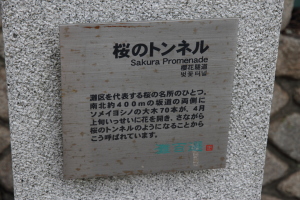 桜のトンネル
Sakura Promenade
櫻花隧道
灘区を代表する桜の名所のひとつ。
南北約400mの坂道の両側に
ソメイヨシノの大木70本が、4月
上旬いっせいに花を開き、さながら
桜のトンネルのようになることから
こう呼ばれています。